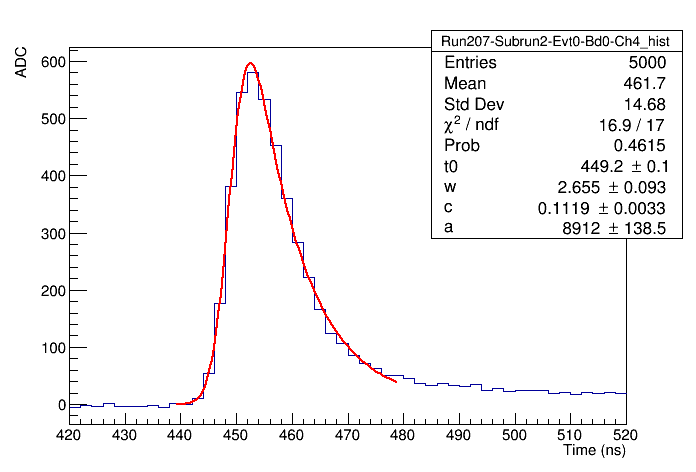 Run207-Subrun2-Evt0-Bd0-Ch4_hist
Entries 5000
Mean 461.7
Std Dev 14.68
χ² / ndf 16.9 / 17
Prob 0.4615
t0 449.2 ± 0.1
w 2.655 ± 0.093
c 0.1119 ± 0.0033
a 8912 ± 138.5
ADC
600
500
400
300
200
100
0
420 430 440 450 460 470 480 490 500 510 520
Time (ns)